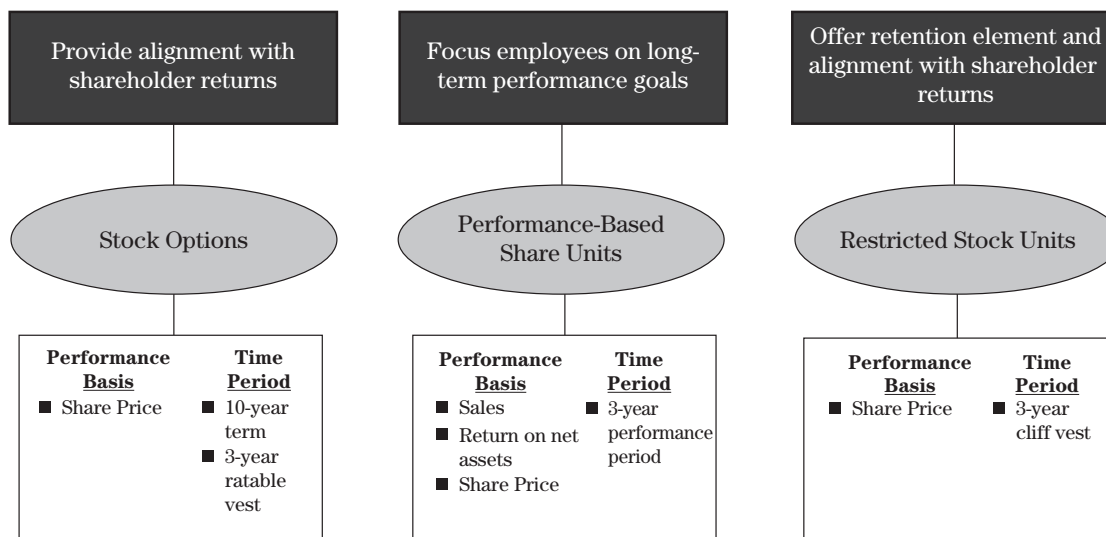 Provide alignment with
shareholder returns
Stock Options
Performance
Basis
■ Share Price
Time
Period
■ 10-year
term
■ 3-year
ratable
vest
Focus employees on long-
term performance goals
Performance-Based
Share Units
Performance
Basis
■ Sales
■ Return on net
assets
■ Share Price
Time
Period
■ 3-year
performance
period
Offer retention element and
alignment with shareholder
returns
Restricted Stock Units
Performance
Basis
■ Share Price
Time
Period
■ 3-year
cliff vest